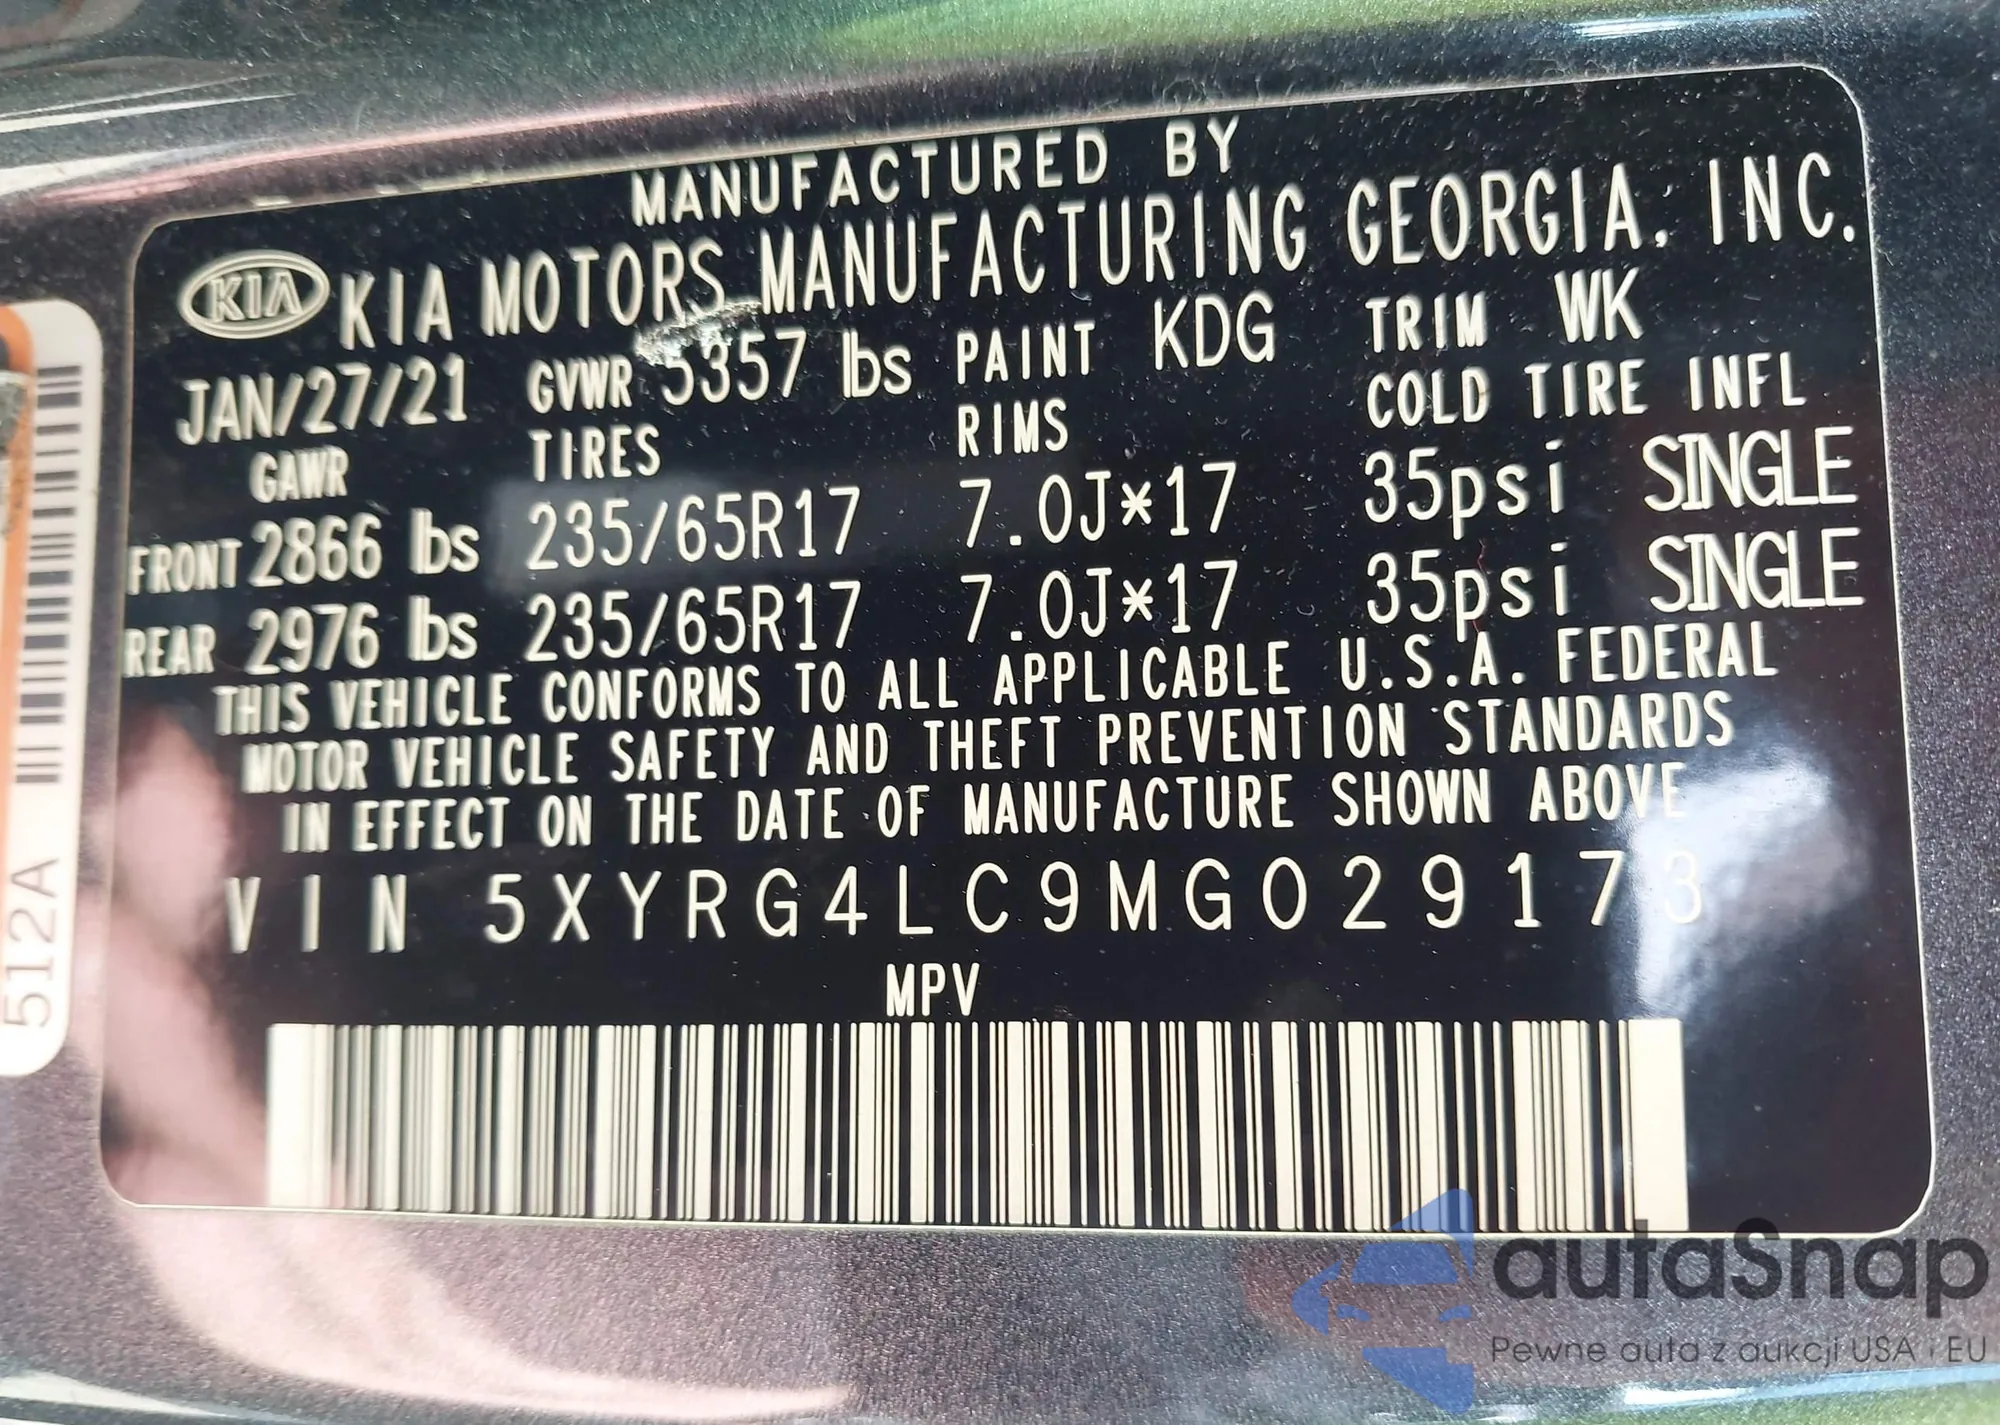 MANUFACTURED BY
KIA KIA MOTORS MANUFACTURING GEORGIA, INC.
JAN/27/21 GVWR 5357 lbs PAINT KDG TRIM WK
GAWR TIRES RIMS COLD TIRE INFL
FRONT 2866 lbs 235/65R17 7.0J*17 35psi SINGLE
REAR 2976 lbs 235/65R17 7.0J*17 35psi SINGLE
THIS VEHICLE CONFORMS TO ALL APPLICABLE U.S.A. FEDERAL
MOTOR VEHICLE SAFETY AND THEFT PREVENTION STANDARDS
IN EFFECT ON THE DATE OF MANUFACTURE SHOWN ABOVE
VIN 5XYRG4LC9MG029173
MPV
512A
autaSnap
Pewne auta z aukcji USA i EU